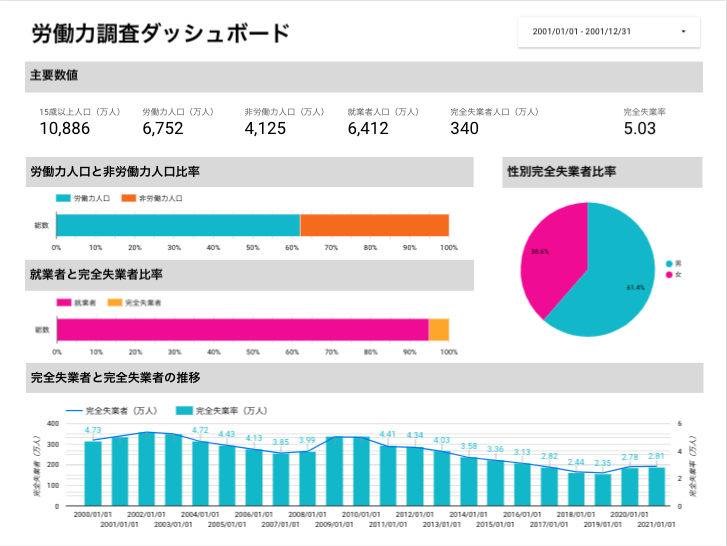 労働力調査ダッシュボード
2001/01/01 - 2001/12/31
主要数値
15歳以上人口（万人）
10,886
労働力人口（万人）
6,752
非労働力人口（万人）
4,125
就業者人口（万人）
6,412
完全失業者人口（万人）
340
完全失業率
5.03
労働力人口と非労働力人口比率
労働力人口 非労働力人口
総数
0% 10% 20% 30% 40% 50% 60% 70% 80% 90% 100%
就業者と完全失業者比率
就業者 完全失業者
総数
0% 10% 20% 30% 40% 50% 60% 70% 80% 90% 100%
性別完全失業者比率
38.6%
61.4%
男
女
完全失業者と完全失業者の推移
完全失業者（万人） 完全失業率（万人）
400
300
200
100
0
完全失業者（万人）
4.73 4.72 4.43 4.13 3.85 3.99 4.41 4.34 4.03 3.58 3.36 3.13 2.82 2.44 2.35 2.78 2.81
6
4
2
0
完全失業率（万人）
2000/01/01 2002/01/01 2004/01/01 2006/01/01 2008/01/01 2010/01/01 2012/01/01 2014/01/01 2016/01/01 2018/01/01 2020/01/01
2001/01/01 2003/01/01 2005/01/01 2007/01/01 2009/01/01 2011/01/01 2013/01/01 2015/01/01 2017/01/01 2019/01/01 2021/01/01